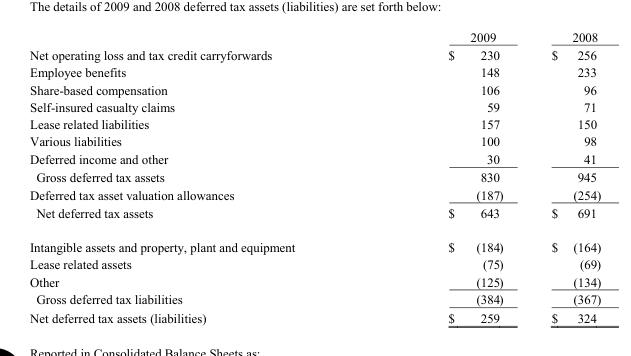 The details of 2009 and 2008 deferred tax assets (liabilities) are set forth below:
2009 2008
Net operating loss and tax credit carryforwards $ 230 $ 256
Employee benefits 148 233
Share-based compensation 106 96
Self-insured casualty claims 59 71
Lease related liabilities 157 150
Various liabilities 100 98
Deferred income and other 30 41
Gross deferred tax assets 830 945
Deferred tax asset valuation allowances (187) (254)
Net deferred tax assets $ 643 $ 691
Intangible assets and property, plant and equipment $ (184) $ (164)
Lease related assets (75) (69)
Other (125) (134)
Gross deferred tax liabilities (384) (367)
Net deferred tax assets (liabilities) $ 259 $ 324
Reported in Consolidated Balance Sheets as: